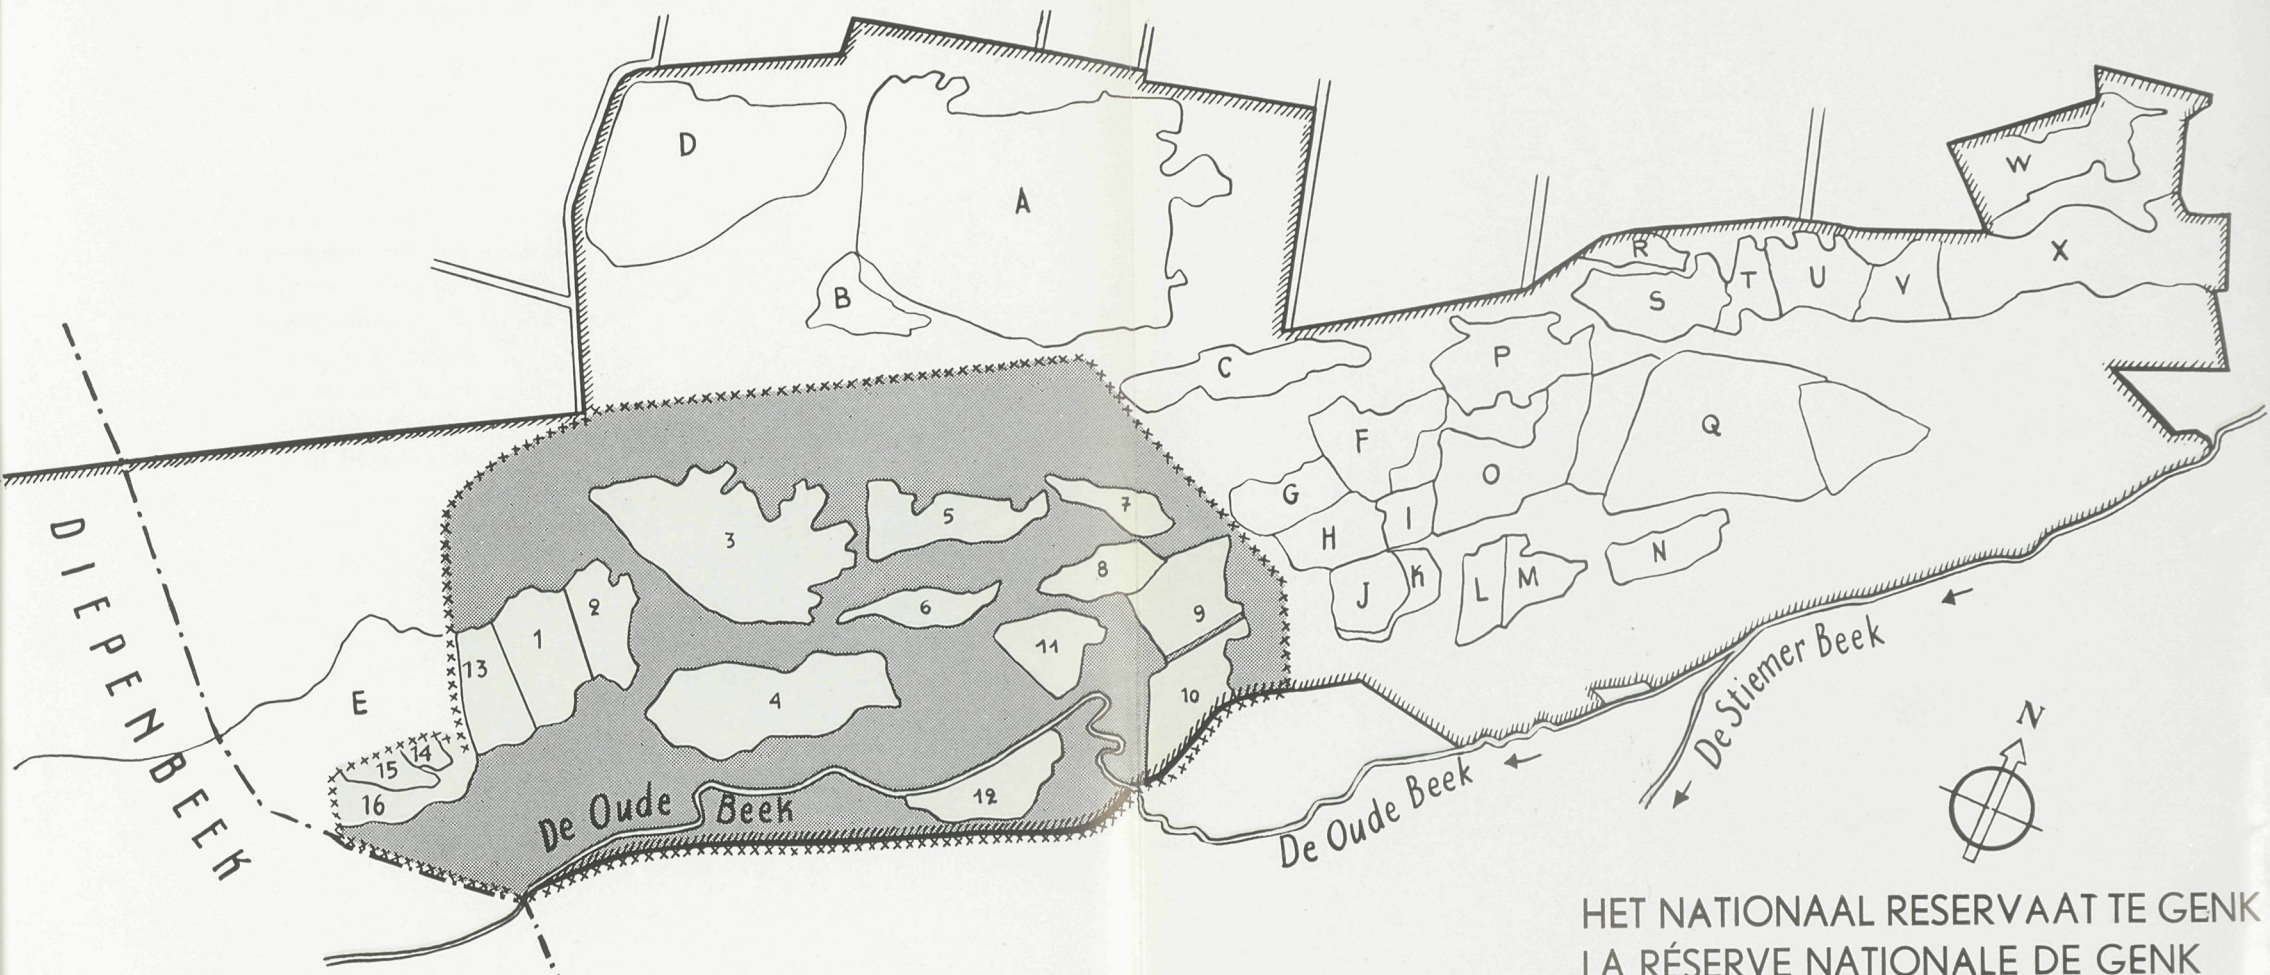 D
A
W
B
R
X
S
T
U
V
C
P
F
Q
G
O
H
I
J
K
L
M
N
E
3
5
7
8
6
9
2
1
13
11
4
10
14
15
16
12
DIEPENBEEK
De Oude Beek
De Oude Beek
De Stiemer Beek
N
HET NATIONAAL RESERVAAT TE GENK
LA RÉSERVE NATIONALE DE GENK